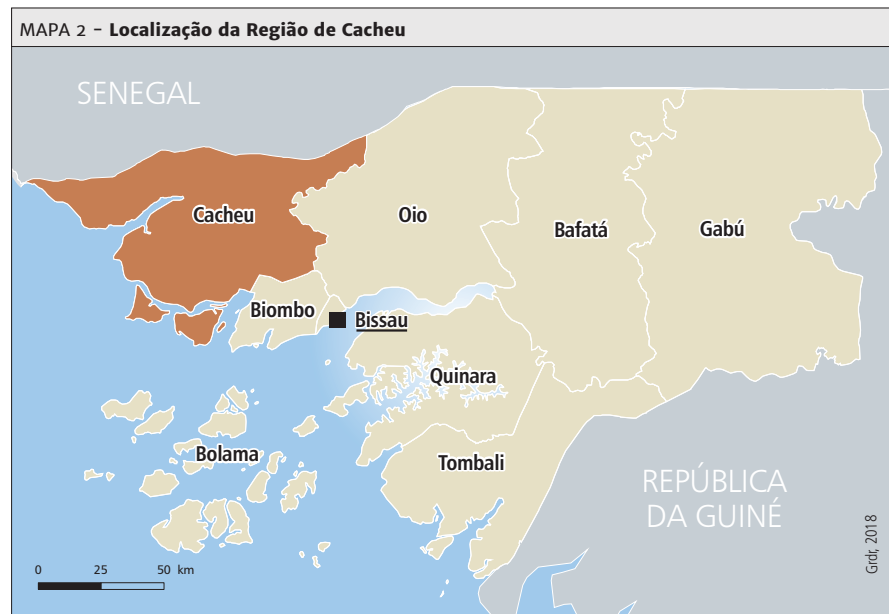 MAPA 2 – Localização da Região de Cacheu
SENEGAL
Cacheu
Oio
Bafatá
Gabú
Biombo
Bissau
Quinara
Bolama
Tombali
REPÚBLICA
DA GUINÉ
0 25 50 km
Grdr, 2018